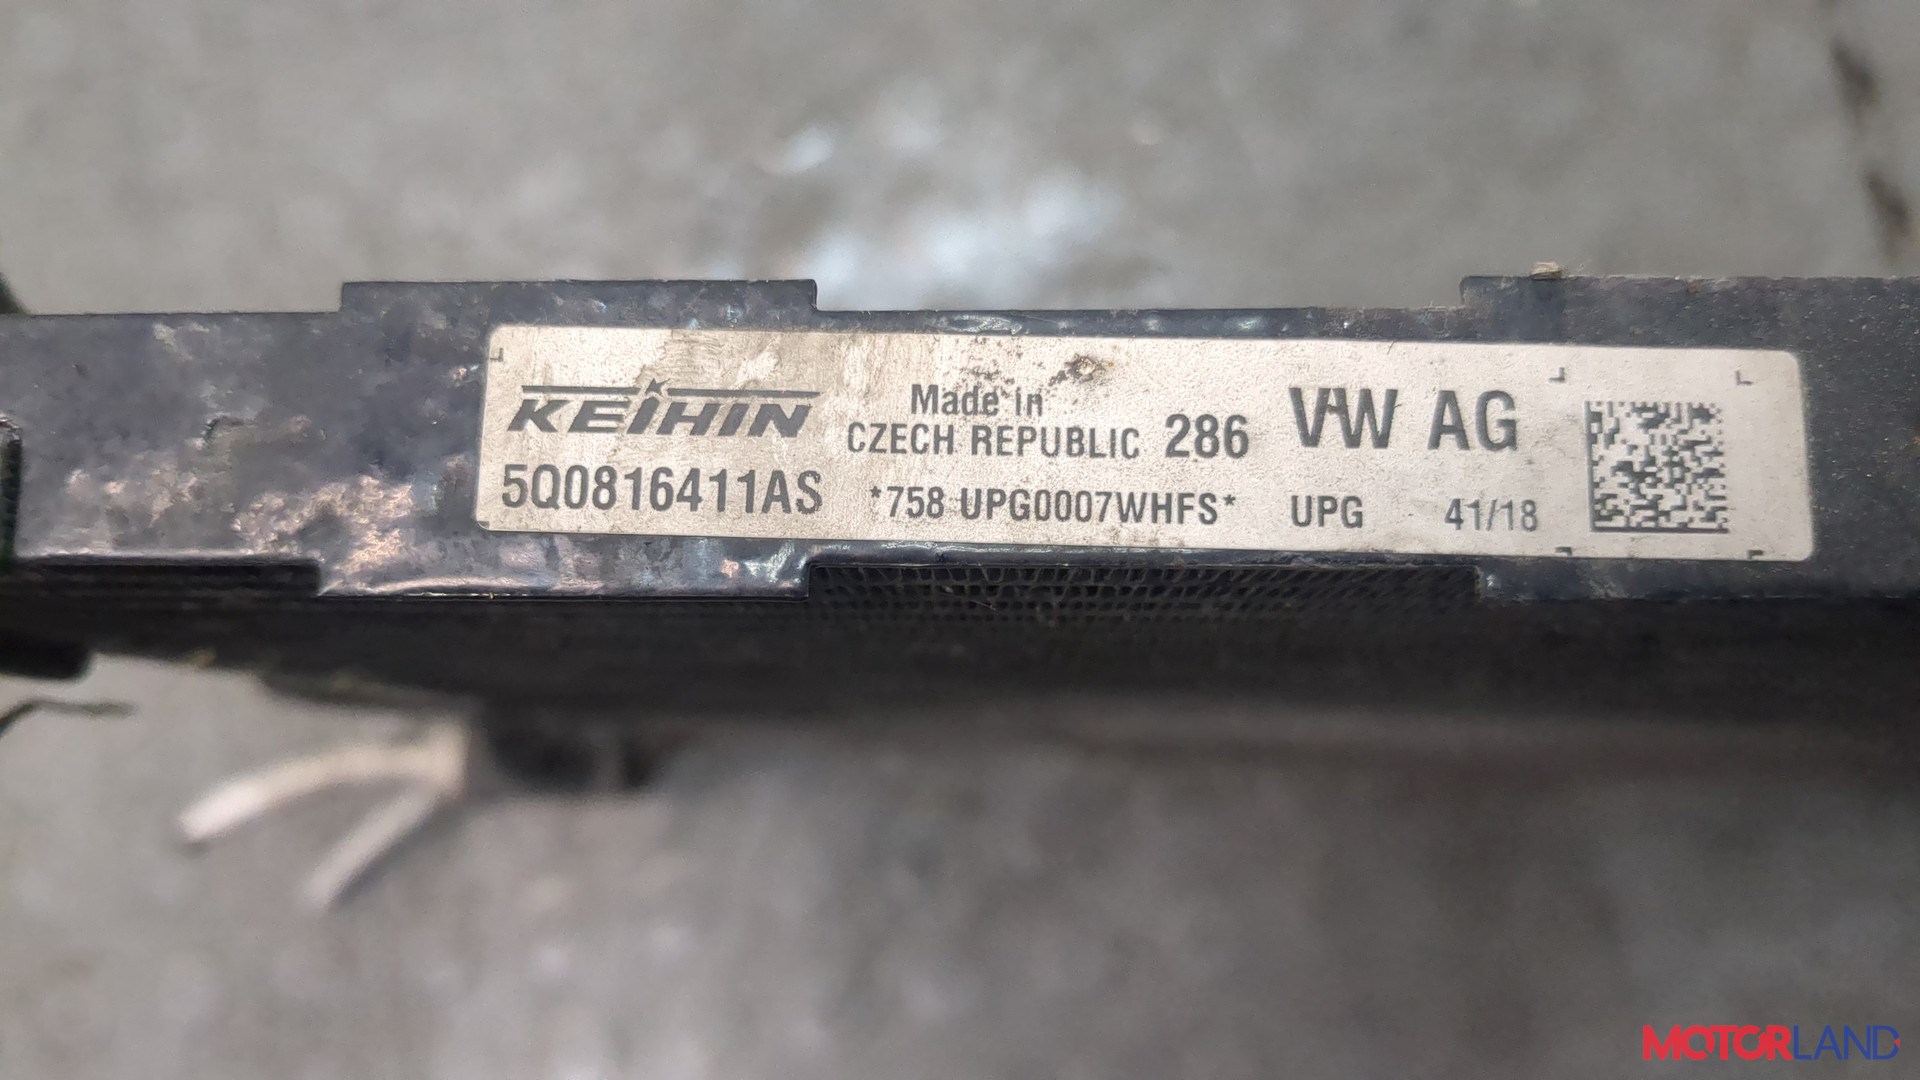 KEIHIN
Made in
CZECH REPUBLIC 286
VW AG
5Q0816411AS
*758 UPG0007WHFS*
UPG 41/18
MOTORLAND